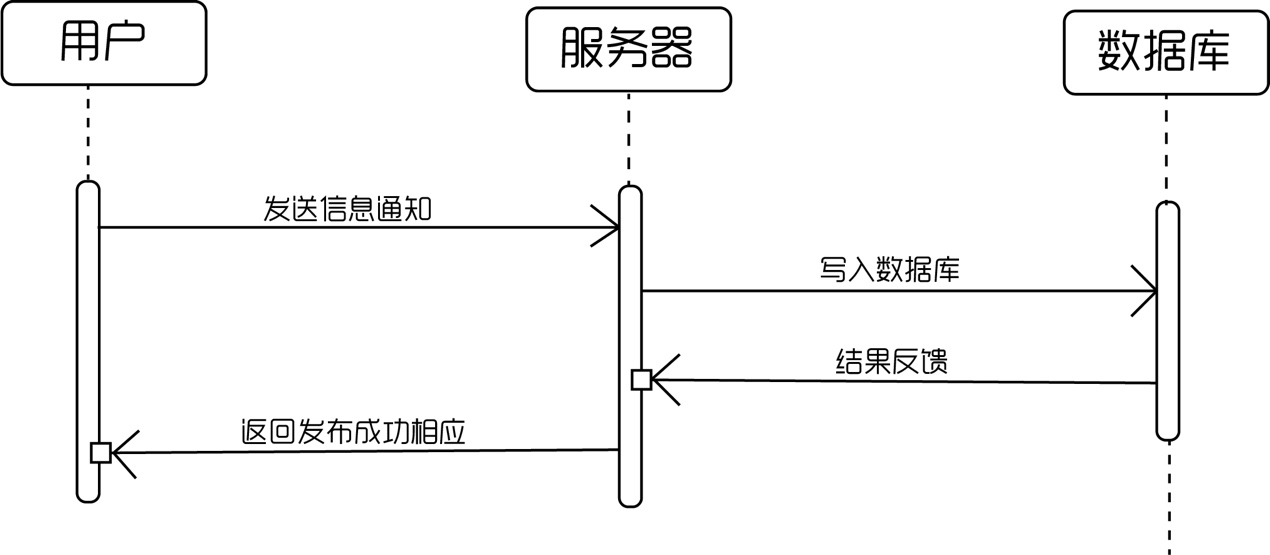 用户
服务器
数据库
发送信息通知
写入数据库
结果反馈
返回发布成功相应